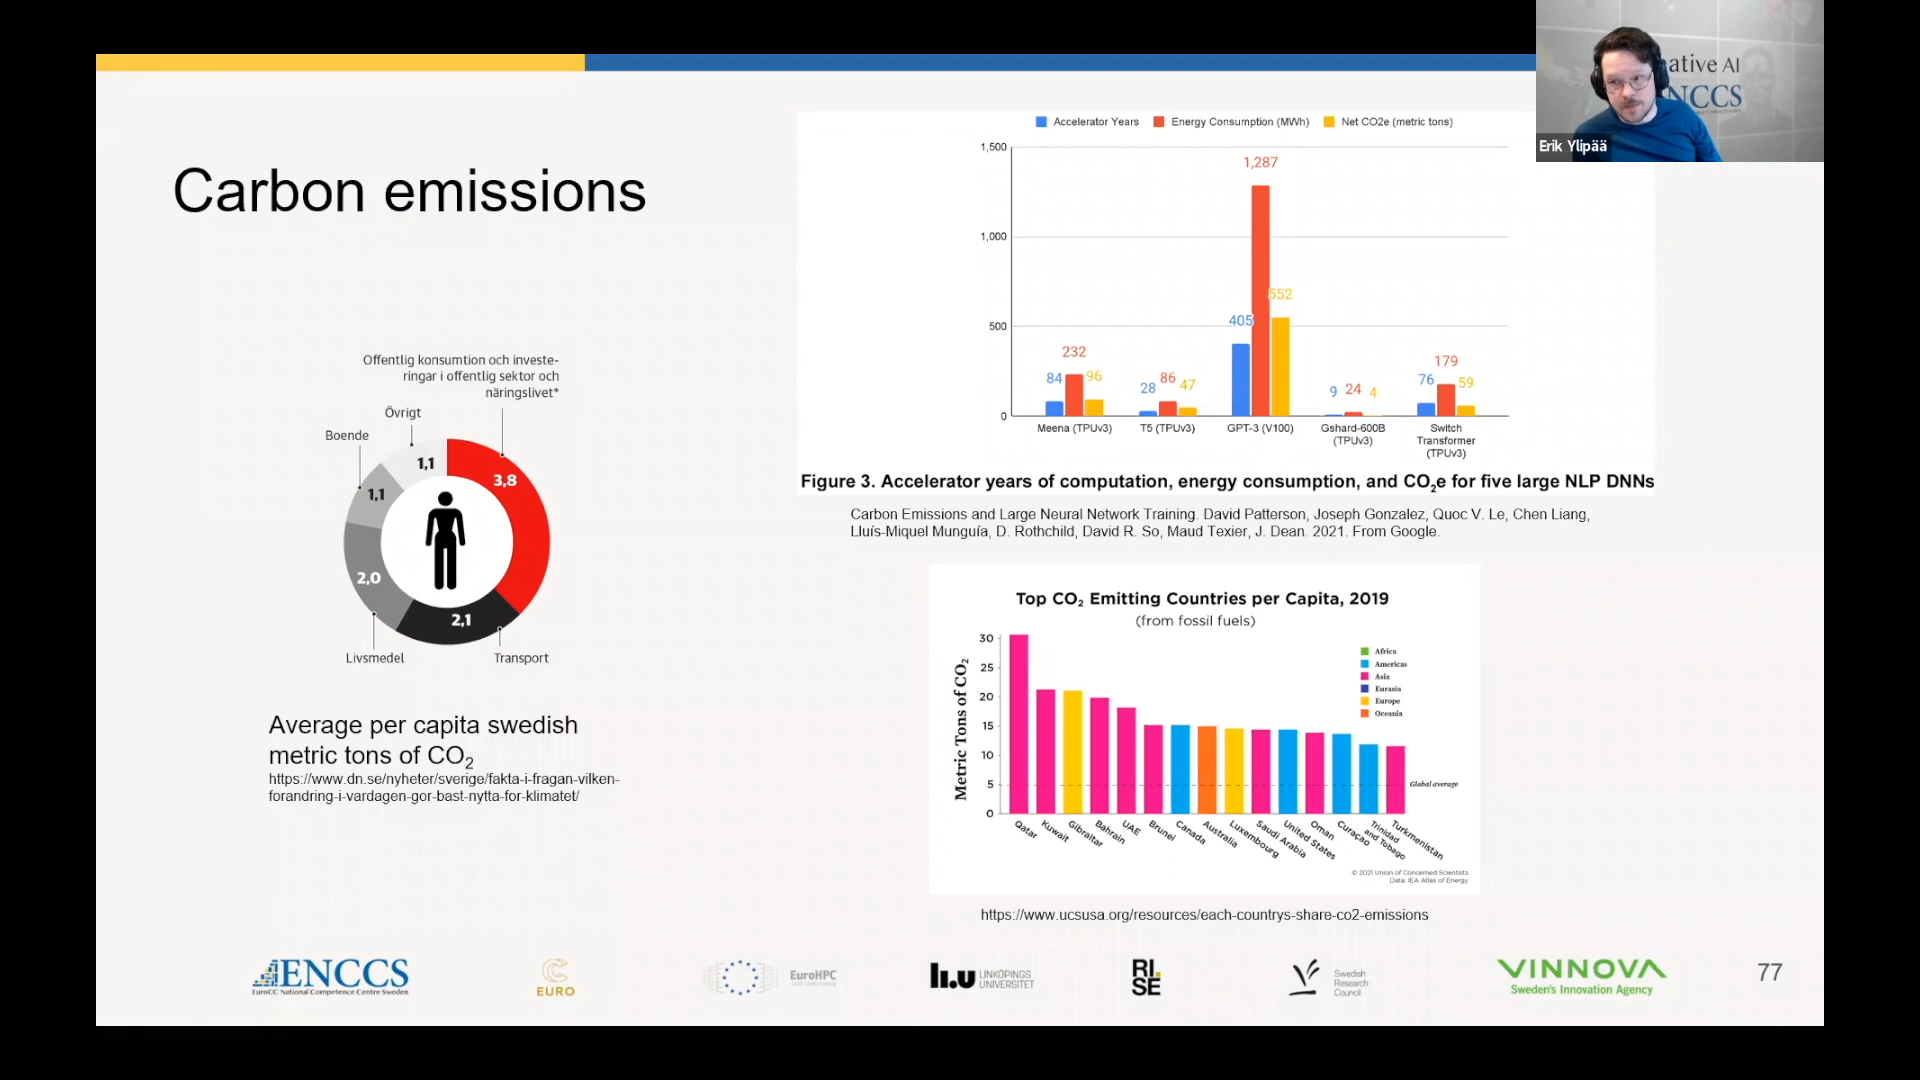 Carbon emissions
Offentlig konsumtion och investe-
ringar i offentlig sektor och
näringslivet*
Övrigt
Boende
1,1
3,8
1,1
2,0
2,1
Livsmedel
Transport
Average per capita swedish
metric tons of CO2
https://www.dn.se/nyheter/sverige/fakta-i-fragan-vilken-
forandring-i-vardagen-gor-bast-nytta-for-klimatet/
Accelerator Years
Energy Consumption (MWh)
Net CO2e (metric tons)
1,500
1,000
500
0
84
232
96
28
86
47
405
1,287
552
9
24
4
76
179
59
Meena (TPUv3)
T5 (TPUv3)
GPT-3 (V100)
Gshard-600B
(TPUv3)
Switch
Transformer
(TPUv3)
Figure 3. Accelerator years of computation, energy consumption, and CO2e for five large NLP DNNs
Carbon Emissions and Large Neural Network Training. David Patterson, Joseph Gonzalez, Quoc V. Le, Chen Liang,
Lluís-Miquel Munguía, D. Rothchild, David R. So, Maud Texier, J. Dean. 2021. From Google.
Top CO2 Emitting Countries per Capita, 2019
(from fossil fuels)
Metric Tons of CO2
30
25
20
15
10
5
0
Africa
Americas
Asia
Eurasia
Europe
Oceania
Global average
Qatar
Kuwait
Gibraltar
Bahrain
UAE
Brunei
Canada
Australia
Luxembourg
Saudi Arabia
United States
Oman
Curaçao
Trinidad
and Tobago
Turkmenistan
© 2021 Union of Concerned Scientists
Data: IEA Atlas of Energy
https://www.ucsusa.org/resources/each-countrys-share-co2-emissions
ative AI
NCCS
Erik Ylipää
ENCCS
EuroCC National Competence Centre Sweden
EURO
EuroHPC
Joint Undertaking
LI.U
LINKÖPINGS
UNIVERSITET
RI.
SE
Swedish
Research
Council
VINNOVA
Sweden's Innovation Agency
77